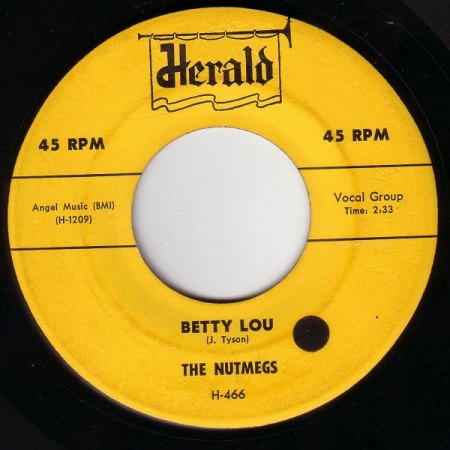 Herald
45 RPM
45 RPM
Angel Music (BMI)
(H-1209)
Vocal Group
Time: 2:33
BETTY LOU
(J. Tyson)
THE NUTMEGS
H-466